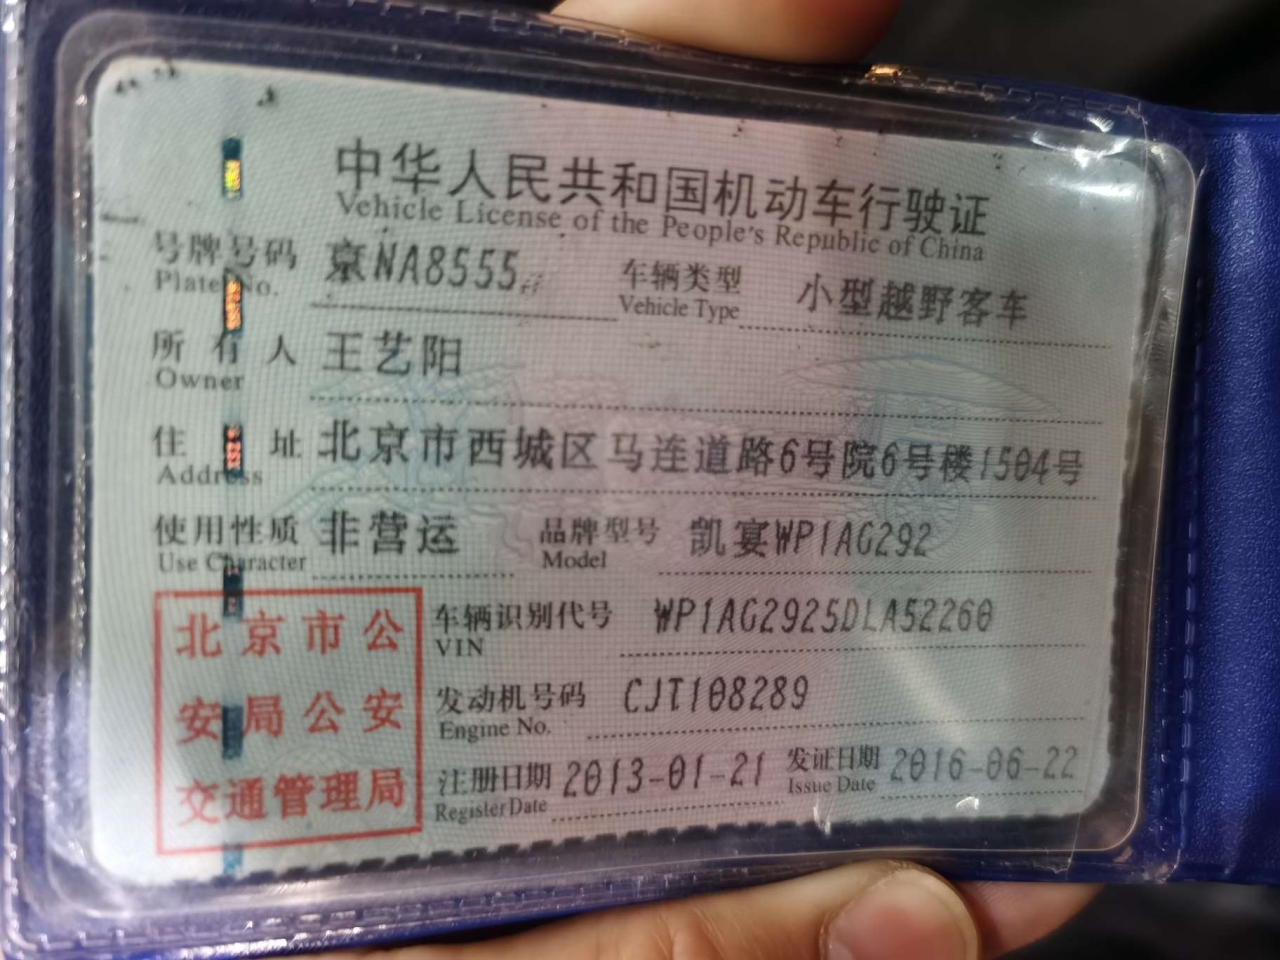 中华人民共和国机动车行驶证
Vehicle License of the People's Republic of China
号牌号码 京NA8555 车辆类型 小型越野客车
Plate No. Vehicle Type
所有人 王艺阳
Owner
住址 北京市西城区马连道路6号院6号楼1504号
Address
使用性质 非营运 品牌型号 凯宴WP1AG292
Use Character Model
车辆识别代号 WP1AG2925DLA52260
VIN
发动机号码 CJT108289
Engine No.
注册日期 2013-01-21 发证日期 2016-06-22
Register Date Issue Date
北京市公
安局公安
交通管理局